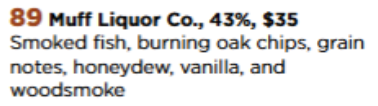 89 Muff Liquor Co., 43%, $35
Smoked fish, burning oak chips, grain
notes, honeydew, vanilla, and
woodsmoke